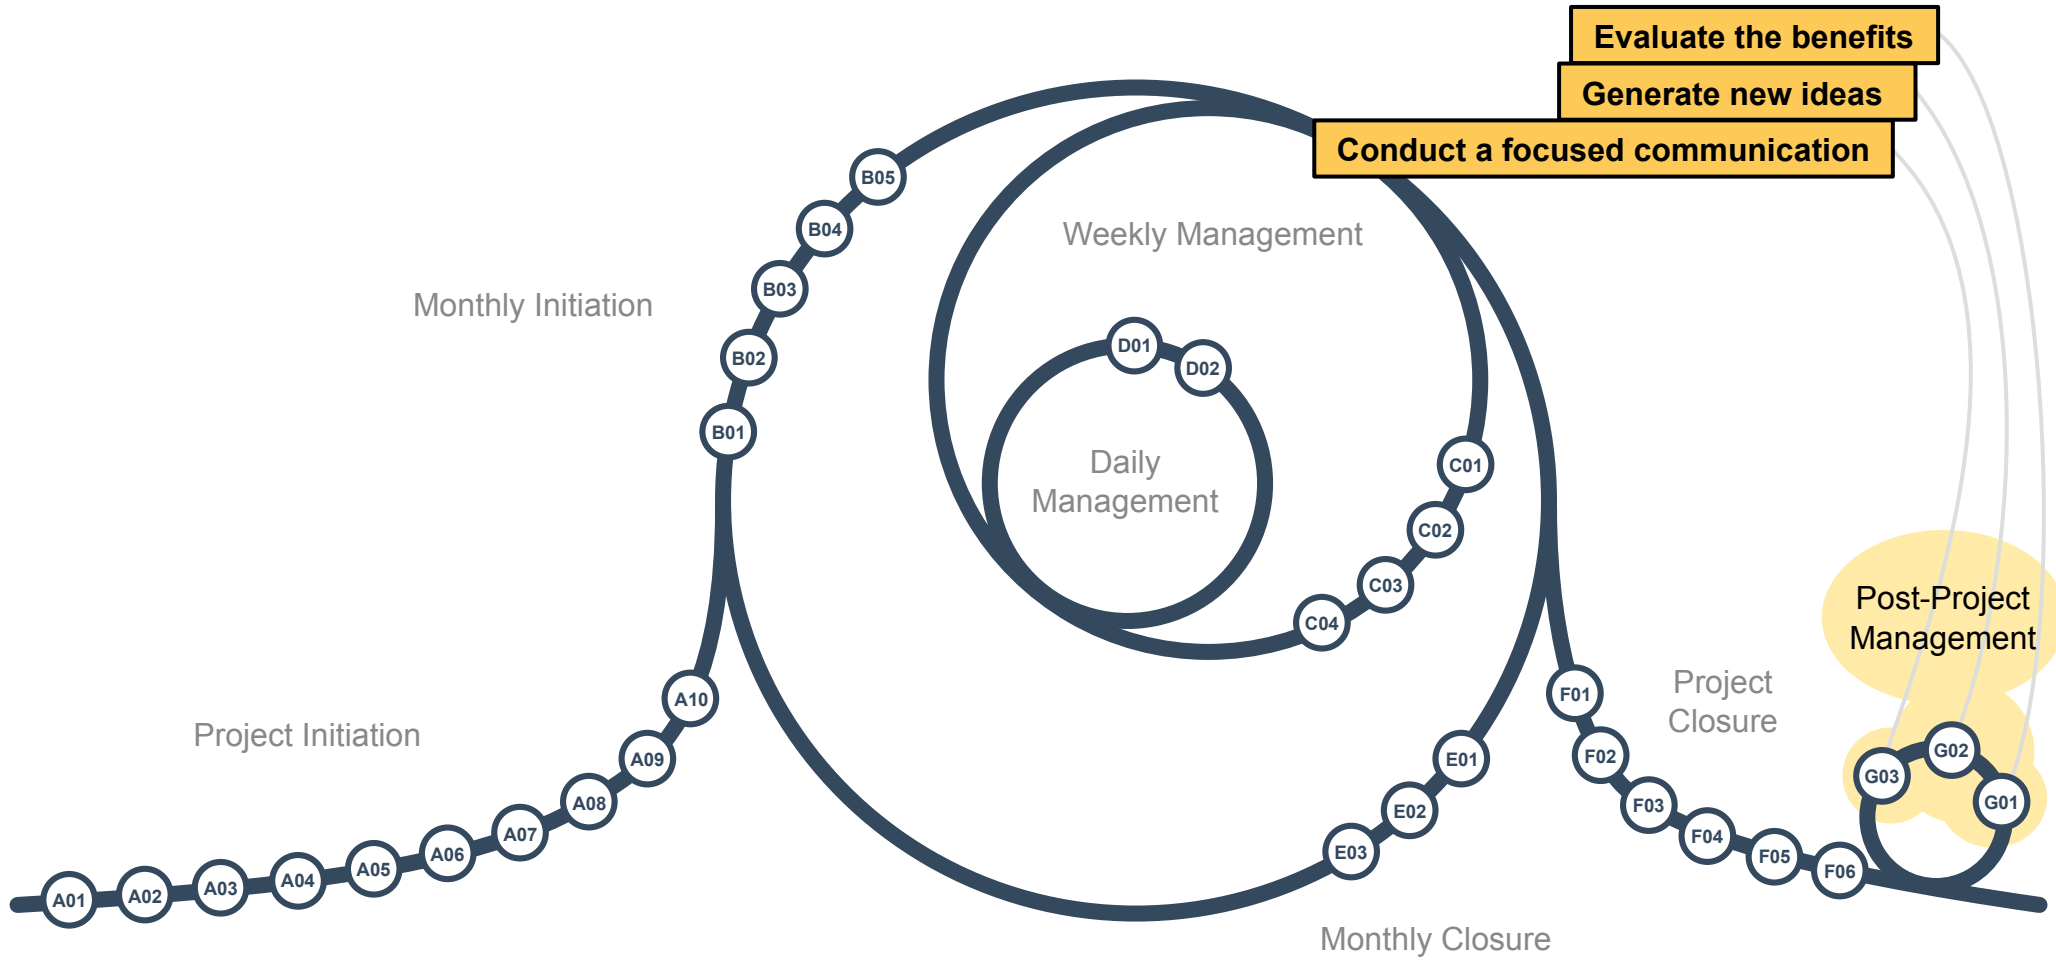 Evaluate the benefits
Generate new ideas
Conduct a focused communication
B05
B04
Weekly Management
B03
Monthly Initiation
D01
B02
D02
B01
Daily
Management
C01
C02
C03
C04
Post-Project
Management
Project
Closure
F01
A10
Project Initiation
G02
F02
A09
E01
G03
A08
E02
F03
G01
A07
F04
A06
E03
F05
A05
F06
A04
A03
A02
A01
Monthly Closure